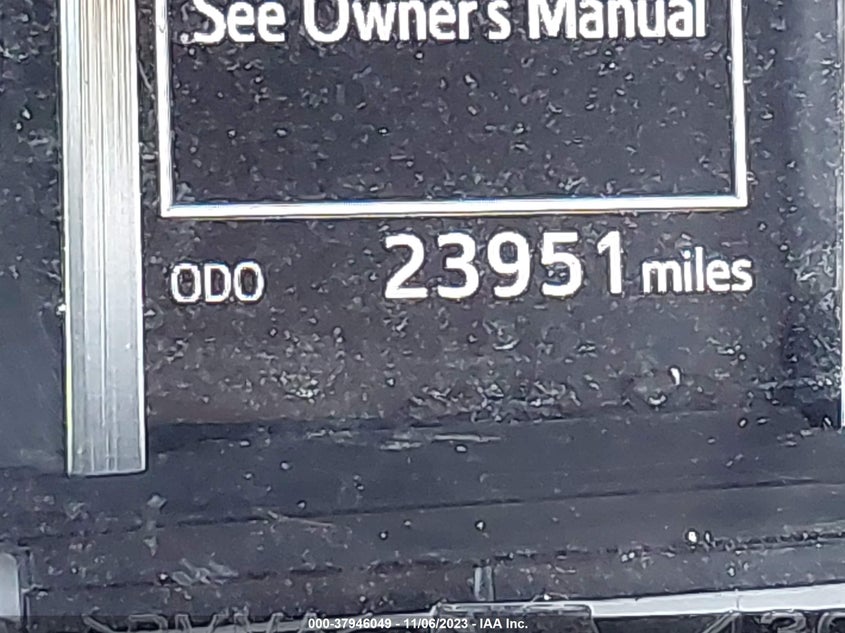 See Owner's Manual
ODO 23951 miles
000-37946049 - 11/06/2023 - IAA Inc.